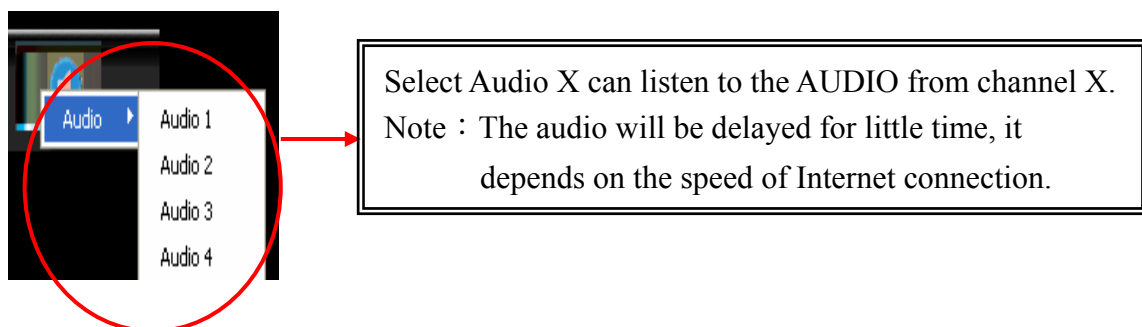 Audio
Audio 1
Audio 2
Audio 3
Audio 4
Select Audio X can listen to the AUDIO from channel X.
Note：The audio will be delayed for little time, it
depends on the speed of Internet connection.